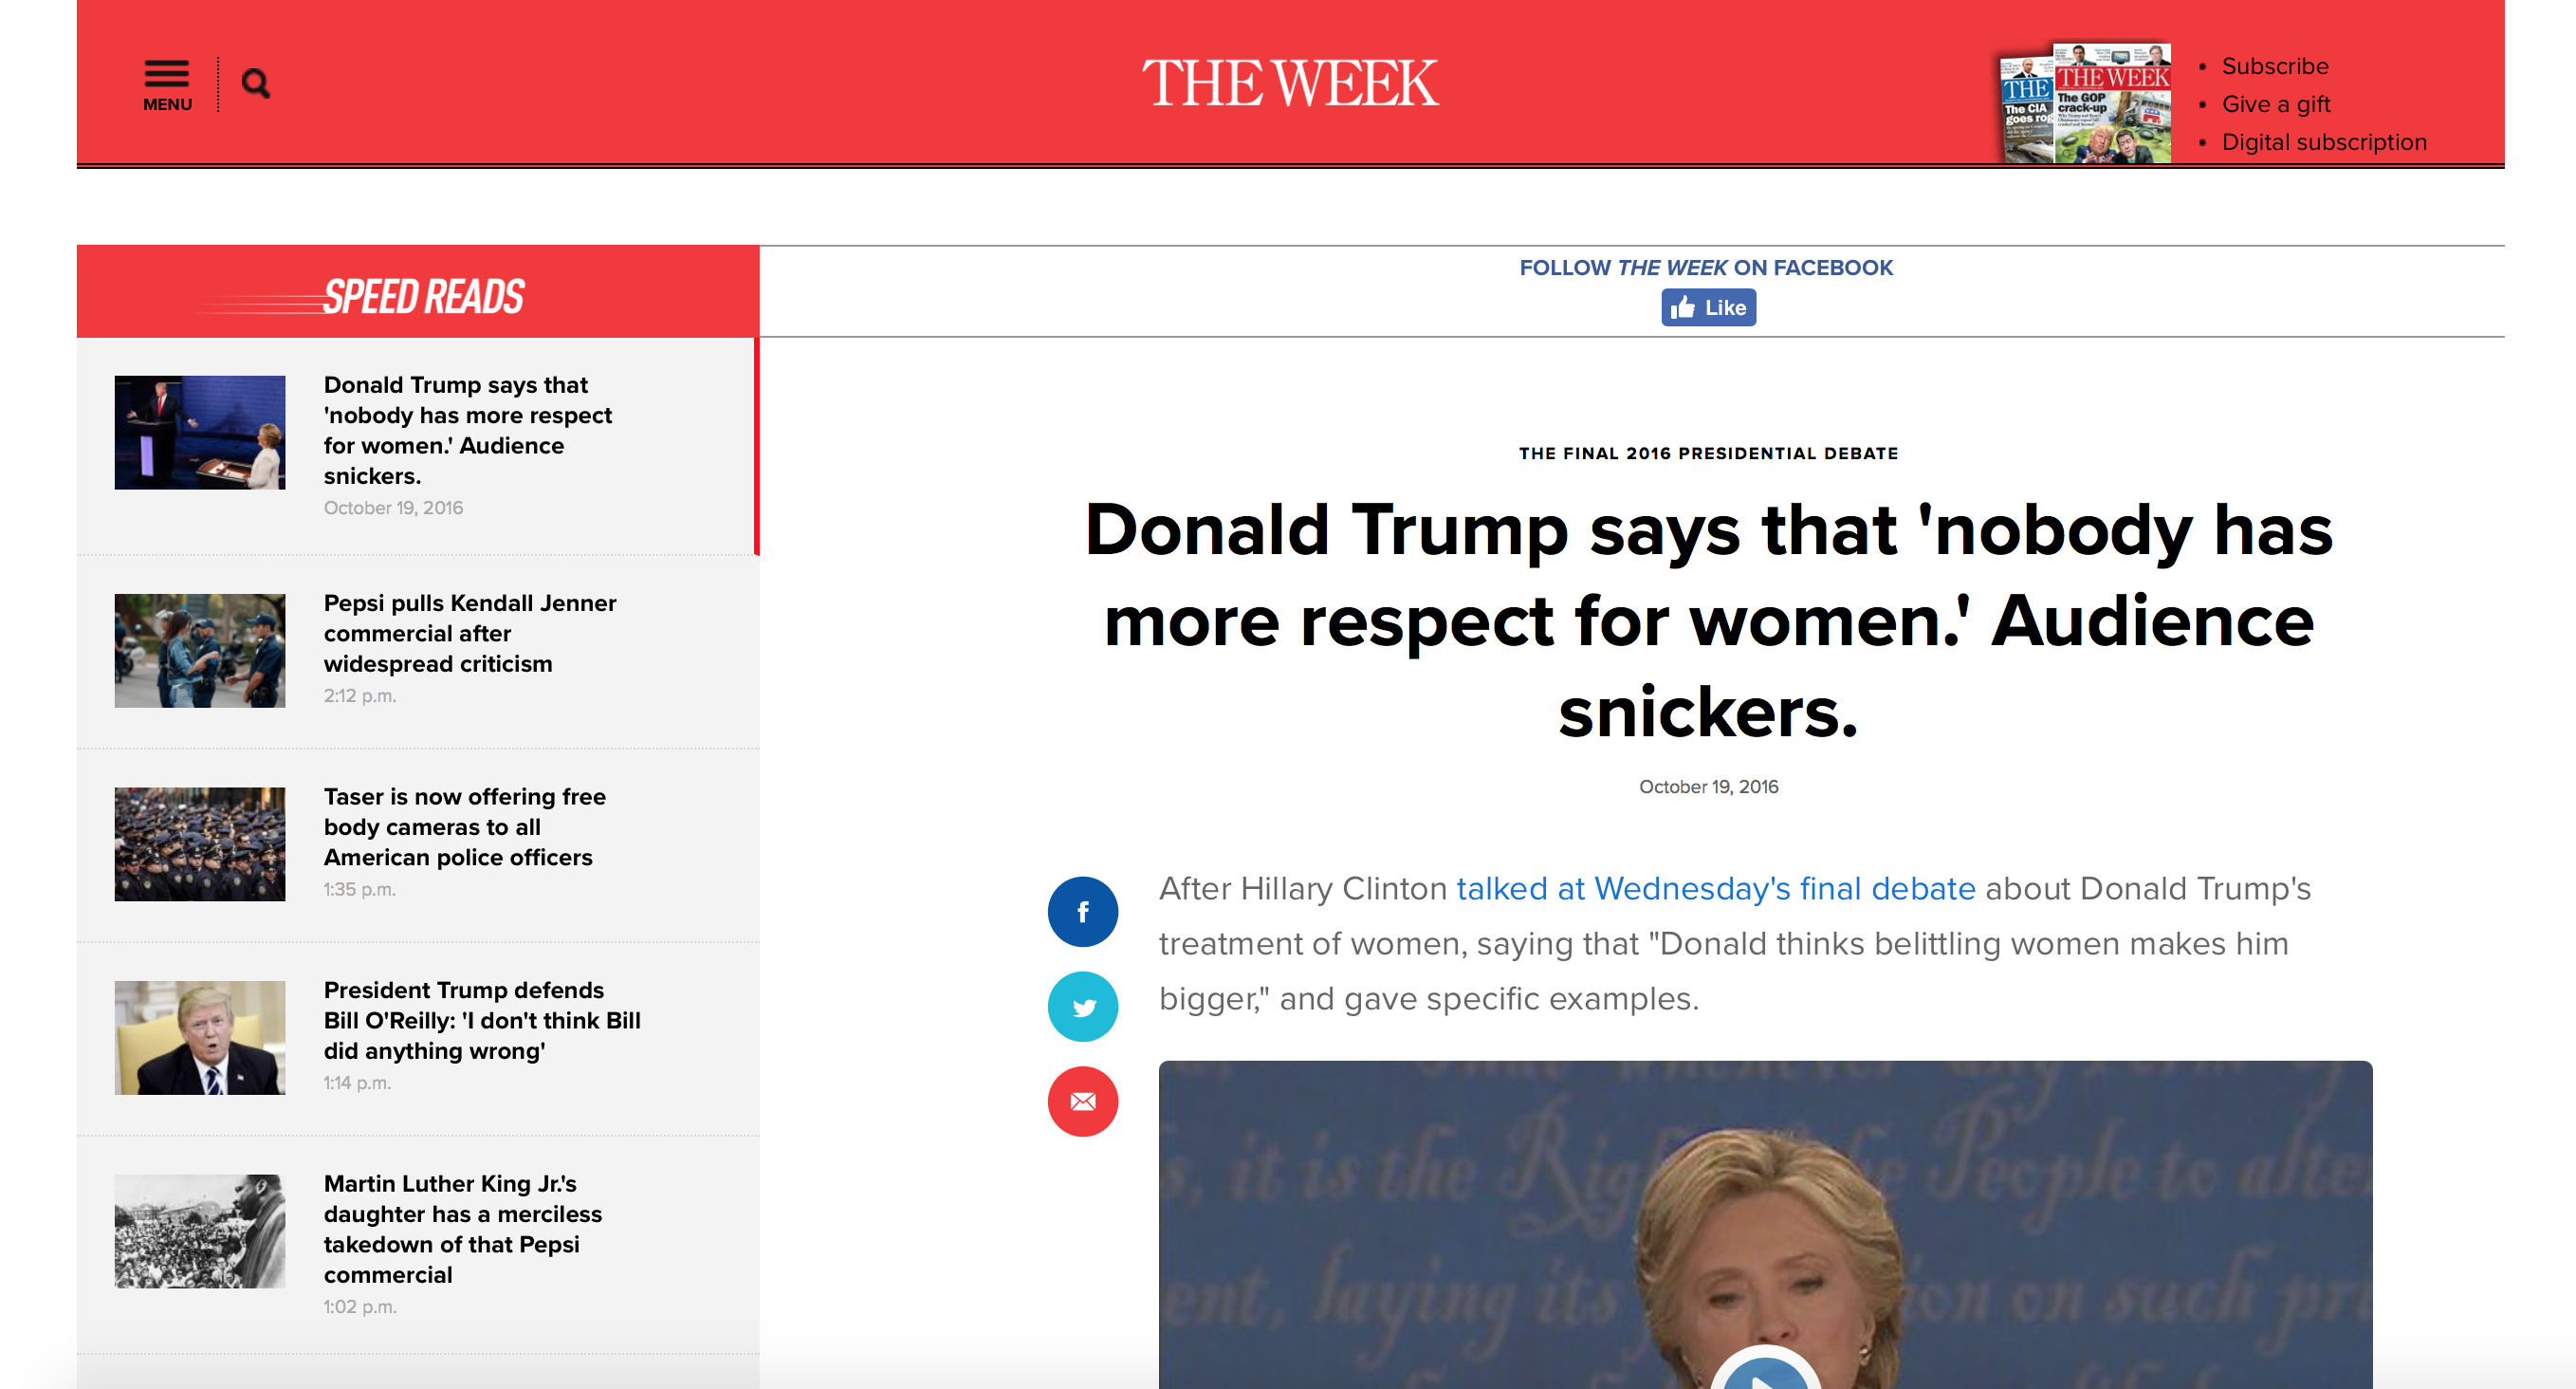 MENU
THE WEEK
THE
The CIA
goes rog
THE WEEK
The GOP
crack-up
Subscribe
Give a gift
Digital subscription
SPEED READS
Donald Trump says that
'nobody has more respect
for women.' Audience
snickers.
October 19, 2016
Pepsi pulls Kendall Jenner
commercial after
widespread criticism
2:12 p.m.
Taser is now offering free
body cameras to all
American police officers
1:35 p.m.
President Trump defends
Bill O'Reilly: 'I don't think Bill
did anything wrong'
1:14 p.m.
Martin Luther King Jr.'s
daughter has a merciless
takedown of that Pepsi
commercial
1:02 p.m.
FOLLOW THE WEEK ON FACEBOOK
Like
THE FINAL 2016 PRESIDENTIAL DEBATE
Donald Trump says that 'nobody has
more respect for women.' Audience
snickers.
October 19, 2016
After Hillary Clinton talked at Wednesday's final debate about Donald Trump's
treatment of women, saying that "Donald thinks belittling women makes him
bigger," and gave specific examples.
s, it is the Rig e People to alte
ent, laying its on on such pri